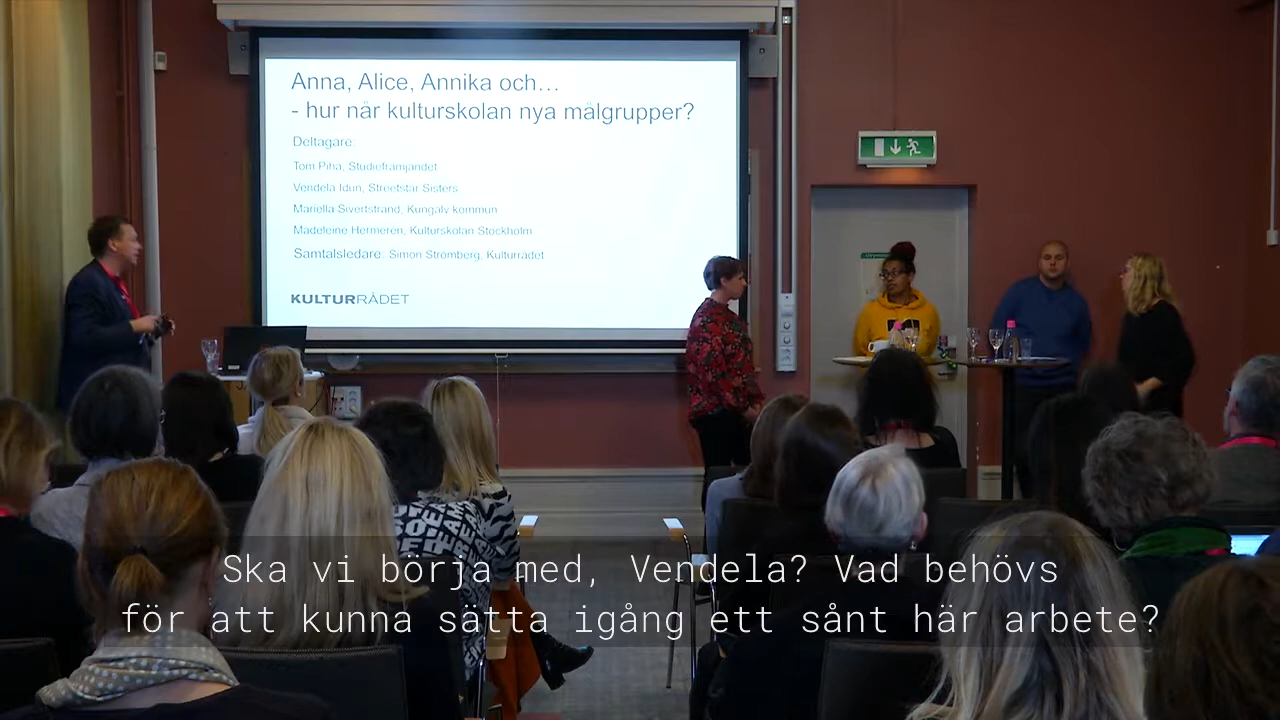 Anna, Alice, Annika och...
- hur når kulturskolan nya målgrupper?
Deltagare:
Tom Piha, Studieframjandet
Vendela Idun, Streetstar Sisters
Mariella Sivertstrand, Kungälv kommun
Madeleine Hermerén, Kulturskolan Stockholm
Samtalsledare: Simon Strömberg, Kulturrådet
KULTURRÅDET
Ska vi börja med, Vendela? Vad behövs
för att kunna sätta igång ett sånt här arbete?